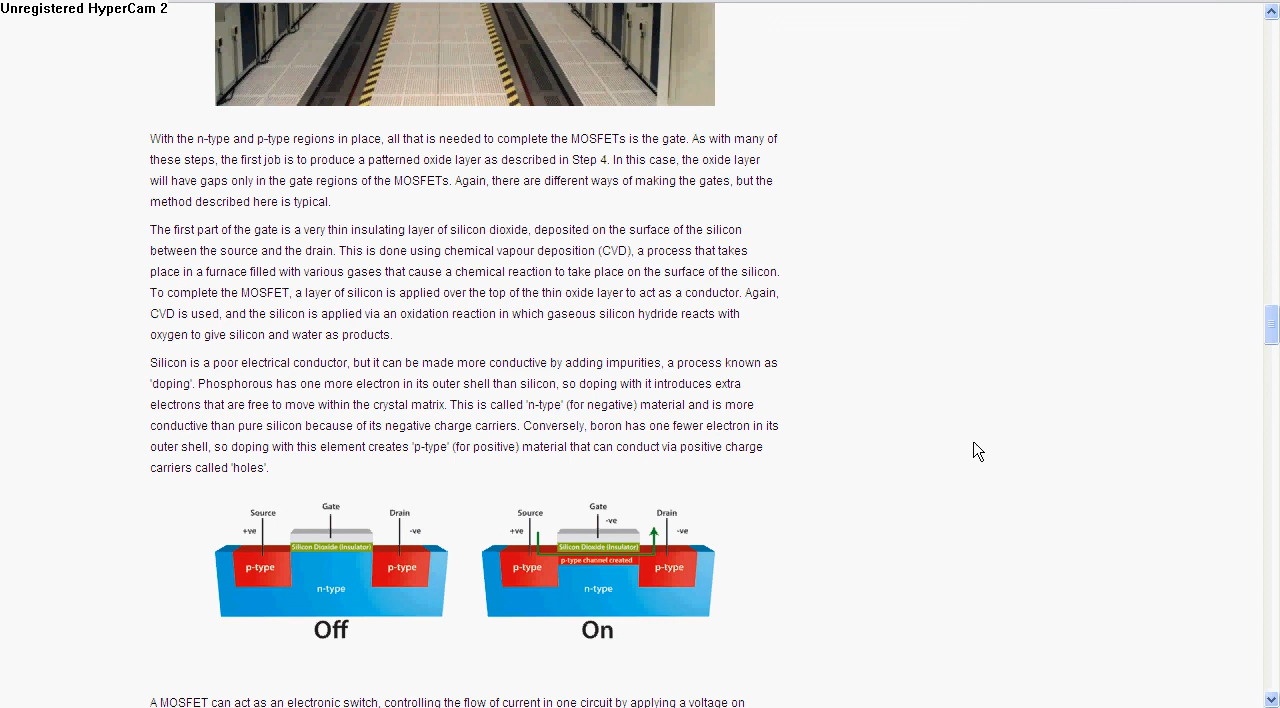 Unregistered HyperCam 2
With the n-type and p-type regions in place, all that is needed to complete the MOSFETs is the gate. As with many of
these steps, the first job is to produce a patterned oxide layer as described in Step 4. In this case, the oxide layer
will have gaps only in the gate regions of the MOSFETs. Again, there are different ways of making the gates, but the
method described here is typical.
The first part of the gate is a very thin insulating layer of silicon dioxide, deposited on the surface of the silicon
between the source and the drain. This is done using chemical vapour deposition (CVD), a process that takes
place in a furnace filled with various gases that cause a chemical reaction to take place on the surface of the silicon.
To complete the MOSFET, a layer of silicon is applied over the top of the thin oxide layer to act as a conductor. Again,
CVD is used, and the silicon is applied via an oxidation reaction in which gaseous silicon hydride reacts with
oxygen to give silicon and water as products.
Silicon is a poor electrical conductor, but it can be made more conductive by adding impurities, a process known as
'doping'. Phosphorous has one more electron in its outer shell than silicon, so doping with it introduces extra
electrons that are free to move within the crystal matrix. This is called 'n-type' (for negative) material and is more
conductive than pure silicon because of its negative charge carriers. Conversely, boron has one fewer electron in its
outer shell, so doping with this element creates 'p-type' (for positive) material that can conduct via positive charge
carriers called 'holes'.
Source Gate Drain
+ve -ve
Silicon Dioxide (Insulator)
p-type p-type
n-type
Off
Source Gate Drain
+ve -ve -ve
Silicon Dioxide (Insulator)
p-type channel created
p-type p-type
n-type
On
A MOSFET can act as an electronic switch, controlling the flow of current in one circuit by applying a voltage on